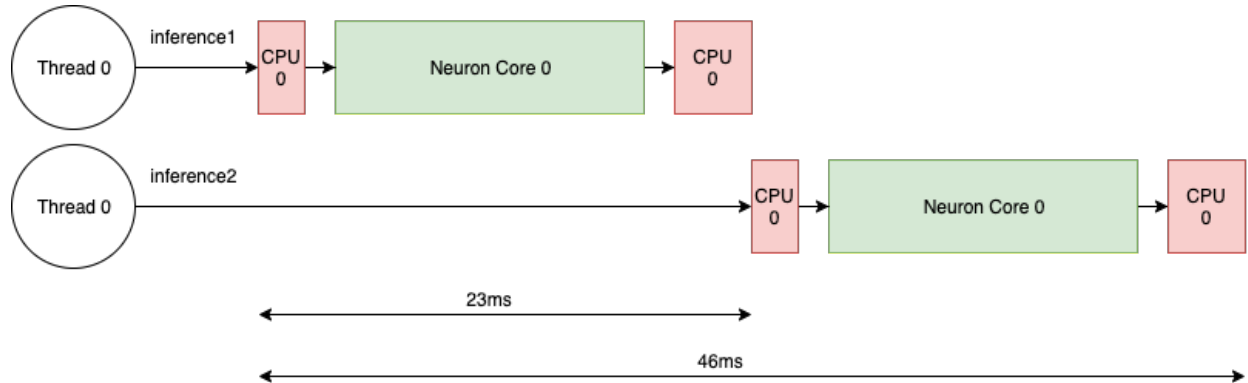 inference1
Thread 0
CPU
0
Neuron Core 0
CPU
0
inference2
Thread 0
CPU
0
Neuron Core 0
CPU
0
23ms
46ms